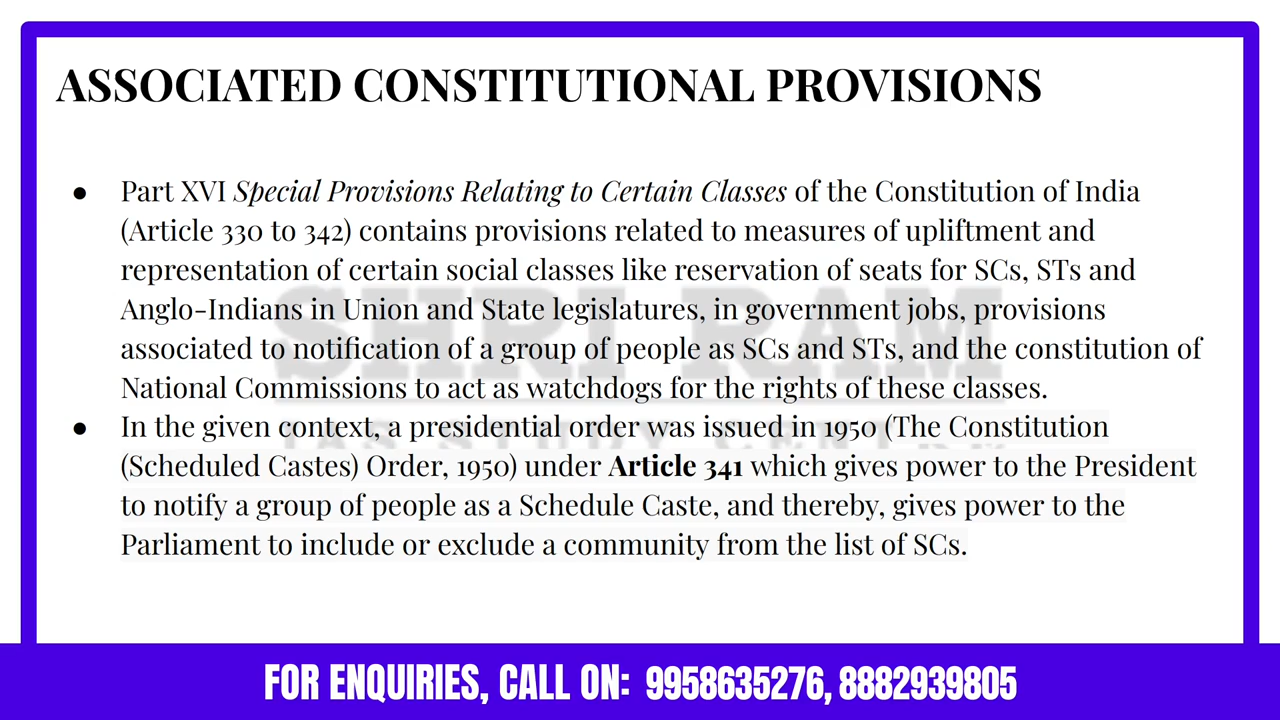 ASSOCIATED CONSTITUTIONAL PROVISIONS
● Part XVI Special Provisions Relating to Certain Classes of the Constitution of India
(Article 330 to 342) contains provisions related to measures of upliftment and
representation of certain social classes like reservation of seats for SCs, STs and
Anglo-Indians in Union and State legislatures, in government jobs, provisions
associated to notification of a group of people as SCs and STs, and the constitution of
National Commissions to act as watchdogs for the rights of these classes.
● In the given context, a presidential order was issued in 1950 (The Constitution
(Scheduled Castes) Order, 1950) under Article 341 which gives power to the President
to notify a group of people as a Schedule Caste, and thereby, gives power to the
Parliament to include or exclude a community from the list of SCs.
SHRI RAM
IAS STUDY CENTRE
FOR ENQUIRIES, CALL ON: 9958635276, 8882939805